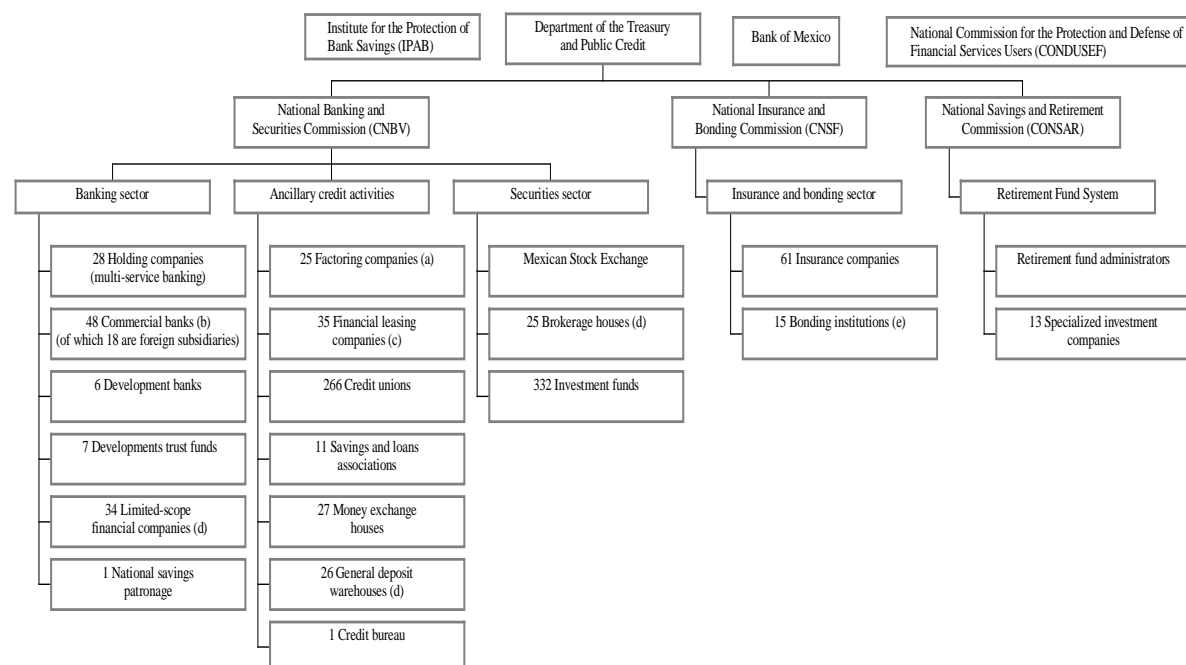 Institute for the Protection of
Bank Savings (IPAB)
Department of the Treasury
and Public Credit
Bank of Mexico
National Commission for the Protection and Defense of
Financial Services Users (CONDUSEF)
National Banking and
Securities Commission (CNBV)
National Insurance and
Bonding Commission (CNSF)
National Savings and Retirement
Commission (CONSAR)
Banking sector
Ancillary credit activities
Securities sector
Insurance and bonding sector
Retirement Fund System
28 Holding companies
(multi-service banking)
48 Commercial banks (b)
(of which 18 are foreign subsidiaries)
6 Development banks
7 Developments trust funds
34 Limited-scope
financial companies (d)
1 National savings
patronage
25 Factoring companies (a)
35 Financial leasing
companies (c)
266 Credit unions
11 Savings and loans
associations
27 Money exchange
houses
26 General deposit
warehouses (d)
1 Credit bureau
Mexican Stock Exchange
25 Brokerage houses (d)
332 Investment funds
61 Insurance companies
15 Bonding institutions (e)
Retirement fund administrators
13 Specialized investment
companies